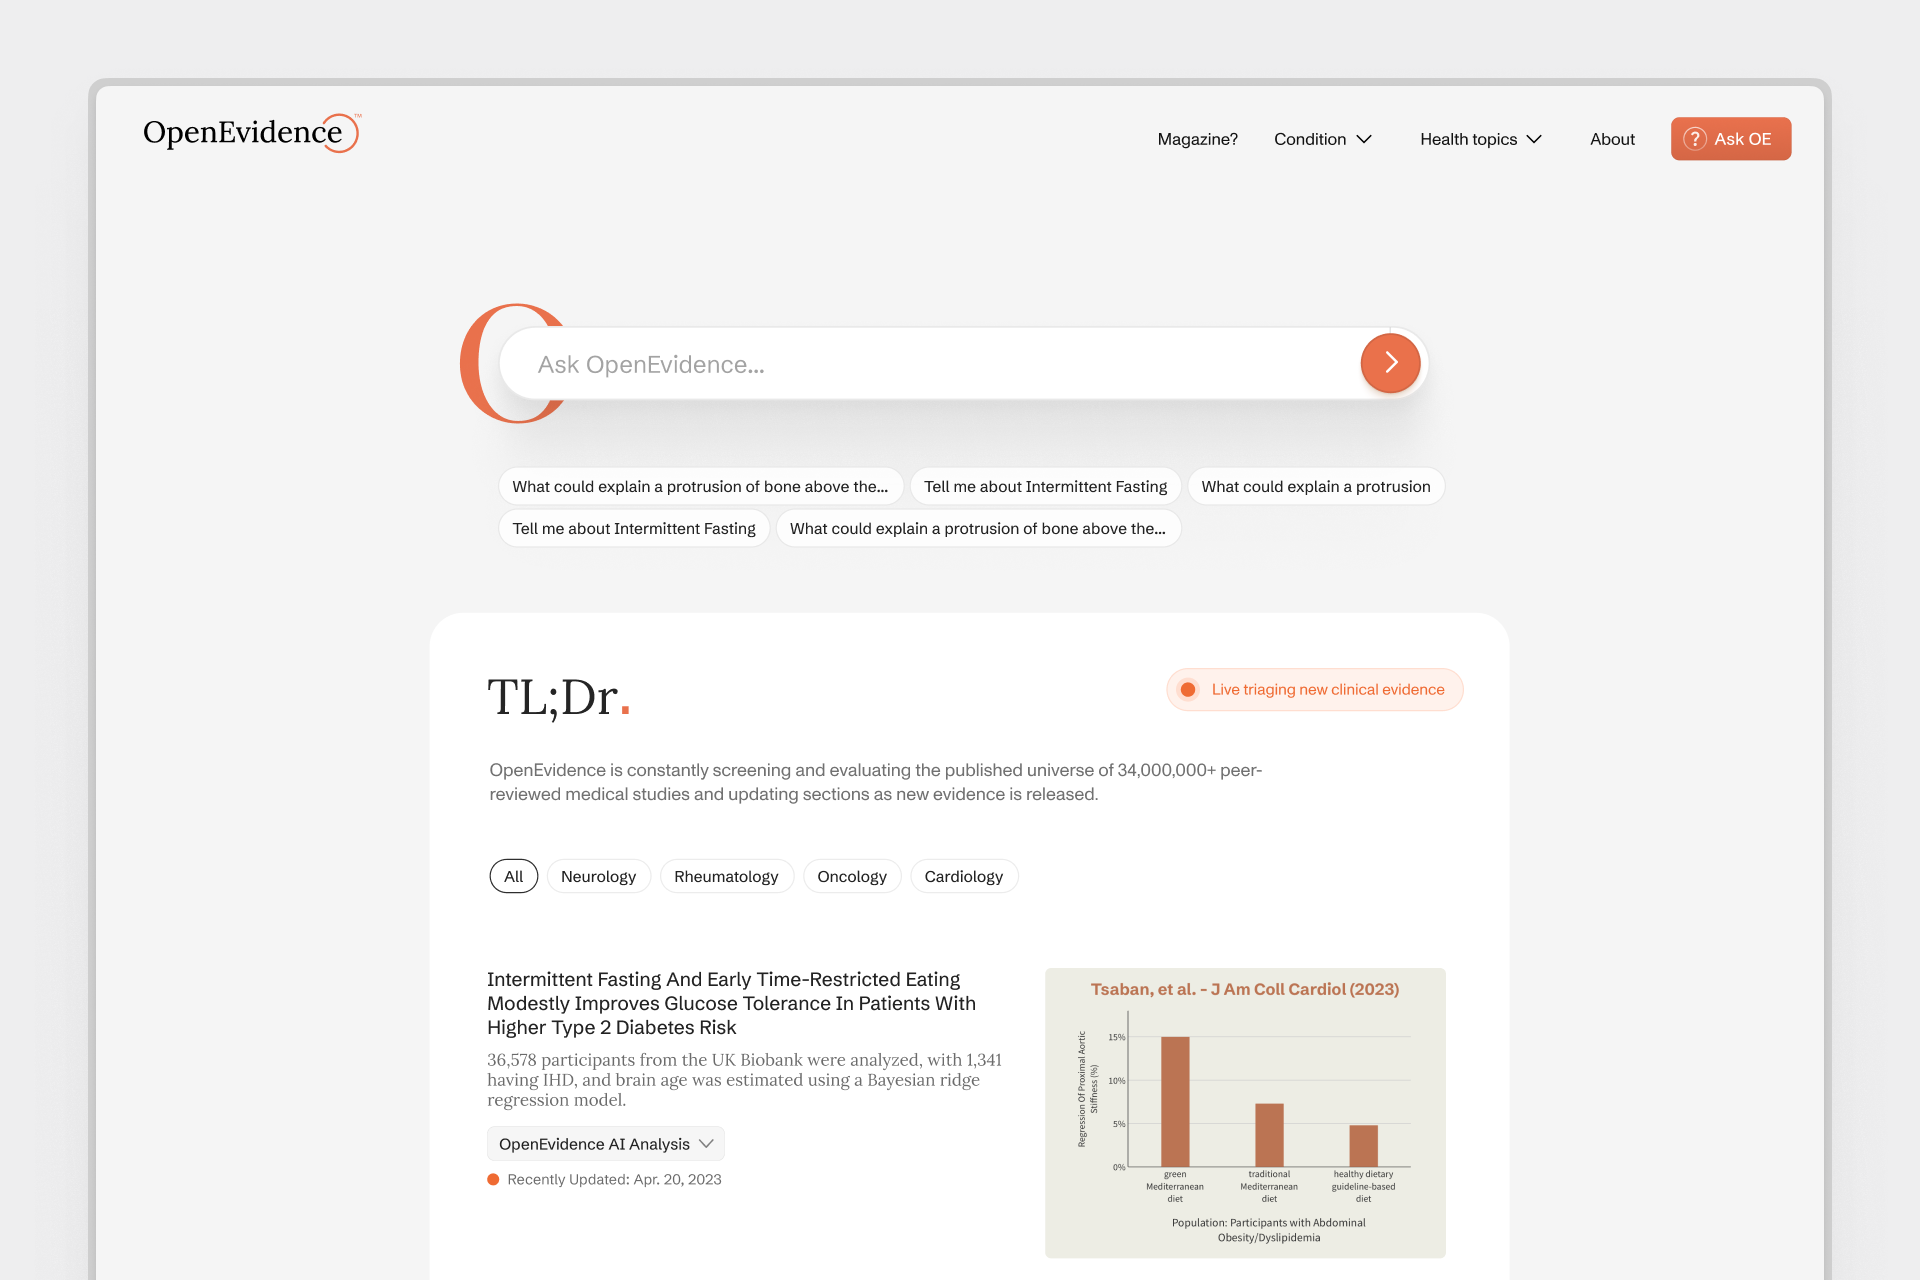 OpenEvidence™
Magazine?
Condition
Health topics
About
? Ask OE
O
Ask OpenEvidence...
What could explain a protrusion of bone above the...
Tell me about Intermittent Fasting
What could explain a protrusion
Tell me about Intermittent Fasting
What could explain a protrusion of bone above the...
TL;Dr.
Live triaging new clinical evidence
OpenEvidence is constantly screening and evaluating the published universe of 34,000,000+ peer-
reviewed medical studies and updating sections as new evidence is released.
All
Neurology
Rheumatology
Oncology
Cardiology
Intermittent Fasting And Early Time-Restricted Eating
Modestly Improves Glucose Tolerance In Patients With
Higher Type 2 Diabetes Risk
36,578 participants from the UK Biobank were analyzed, with 1,341
having IHD, and brain age was estimated using a Bayesian ridge
regression model.
OpenEvidence AI Analysis
Recently Updated: Apr. 20, 2023
Tsaban, et al. - J Am Coll Cardiol (2023)
Regression Of Proximal Aortic
Stiffness (%)
15%
10%
5%
0%
green
Mediterranean
diet
traditional
Mediterranean
diet
healthy dietary
guideline-based
diet
Population: Participants with Abdominal
Obesity/Dyslipidemia